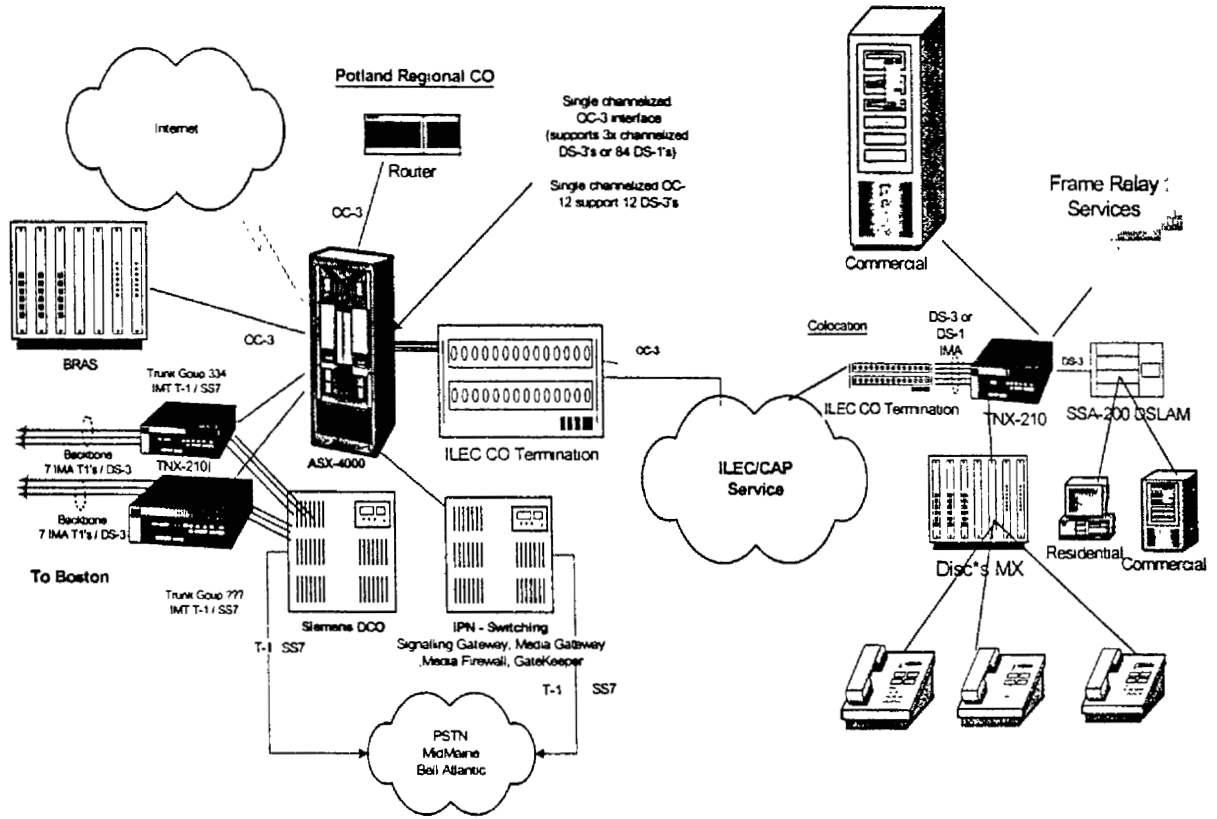 Potland Regional CO
Internet
Router
Single channelized
OC-3 interface
(supports 3x channelized
DS-3's or 84 DS-1's)
Single channelized OC-
12 support 12 DS-3's
OC-3
BRAS
OC-3
Trunk Goup 334
IMT T-1 / SS7
Backbone
7 IMA T1's / DS-3
TNX-210
Backbone
7 IMA T1's / DS-3
To Boston
Trunk Goup ???
IMT T-1 / SS7
ASX-4000
ILEC CO Termination
OC-3
Siemens DCO
T-1 SS7
IPN - Switching
Signalling Gateway, Media Gateway
,Media Firewall, GateKeeper
T-1 SS7
PSTN
MidMaine
Bell Atlantic
ILEC/CAP
Service
Commercial
Frame Relay :
Services
Colocation
DS-3 or
DS-1
IMA
ILEC CO Termination
TNX-210
DS-3
SSA-200 DSLAM
Disc*s MX
Residential
Commercial